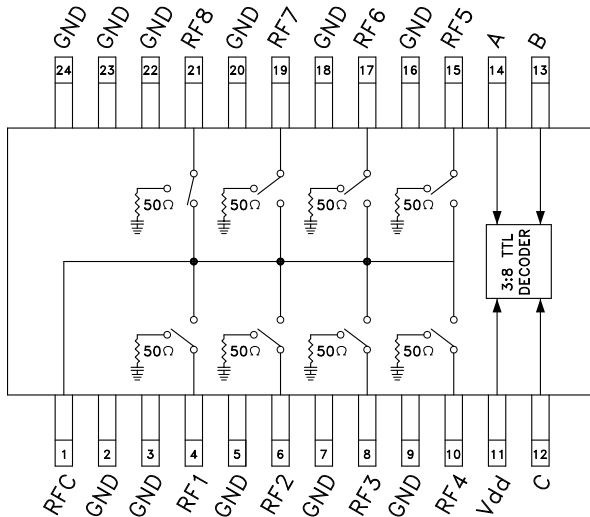 GND GND GND RF8 GND RF7 GND RF6 GND RF5 A B
24 23 22 21 20 19 18 17 16 15 14 13
50Ω 50Ω 50Ω 50Ω
3:8 TTL
DECODER
50Ω 50Ω 50Ω 50Ω
1 2 3 4 5 6 7 8 9 10 11 12
RFC GND GND RF1 GND RF2 GND RF3 GND RF4 Vdd C